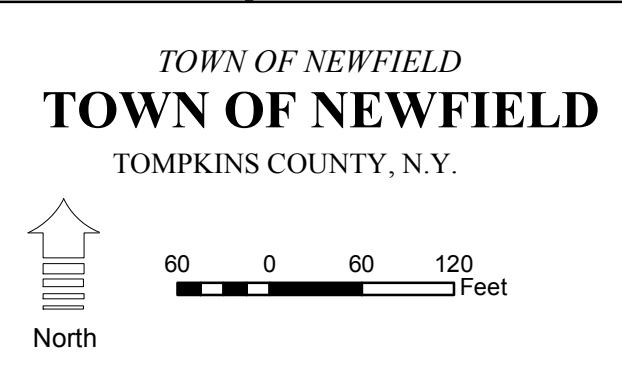 TOWN OF NEWFIELD
TOWN OF NEWFIELD
TOMPKINS COUNTY, N.Y.
60 0 60 120
Feet
North